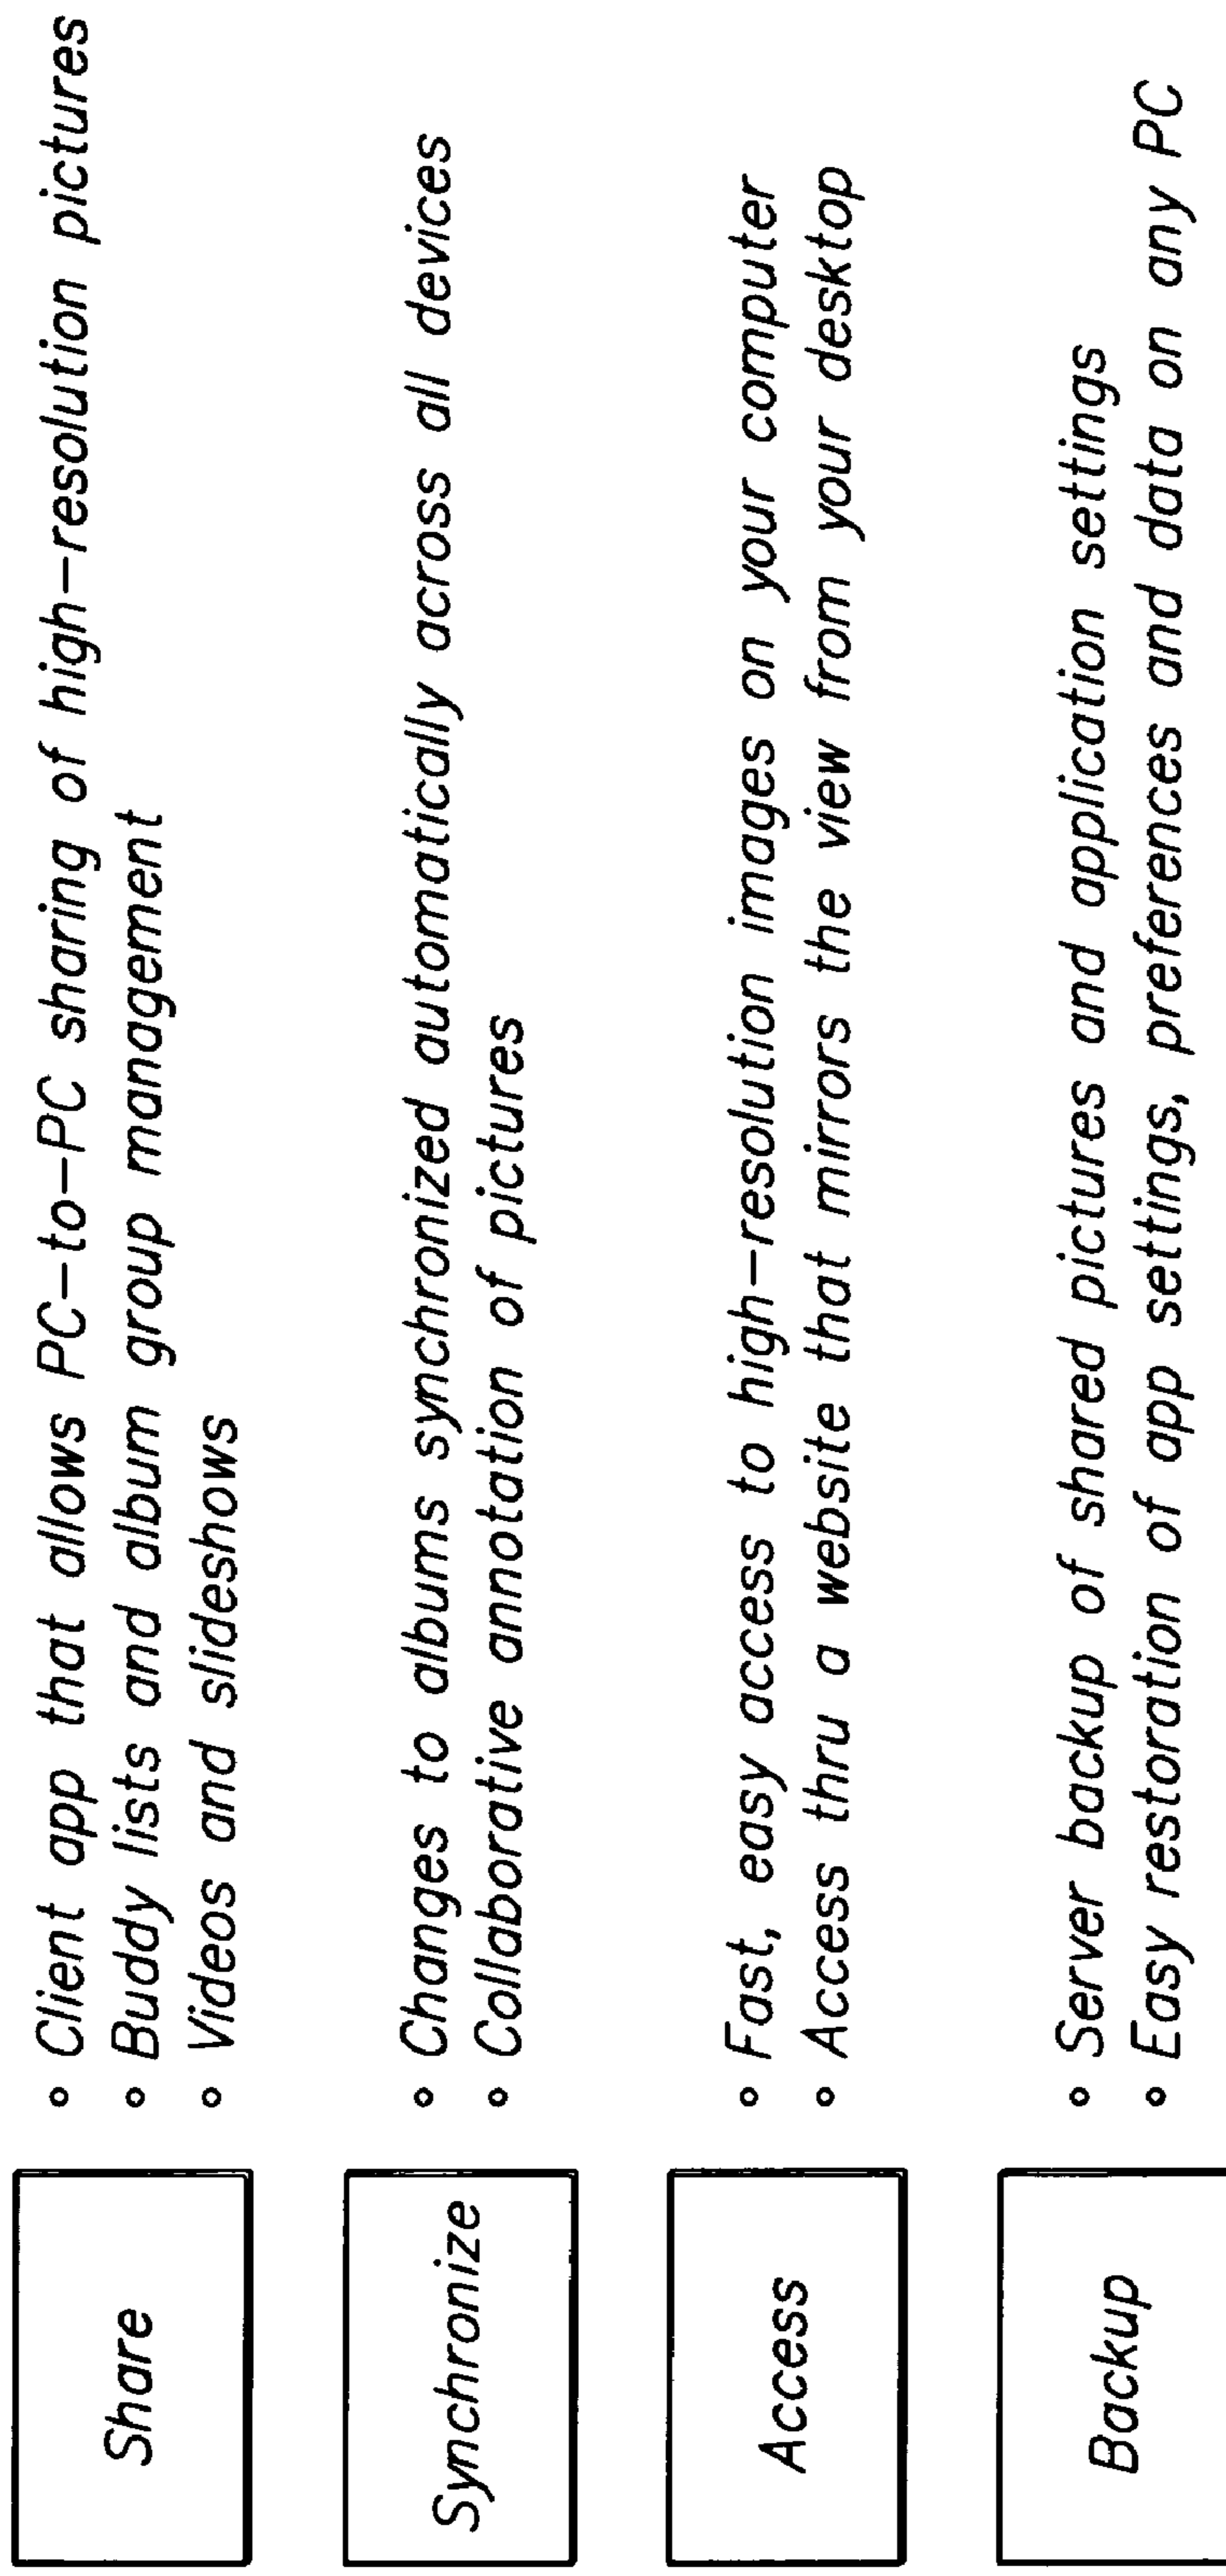 Share
° Client app that allows PC-to-PC sharing of high-resolution pictures
° Buddy lists and album group management
° Videos and slideshows
Synchronize
° Changes to albums synchronized automatically across all devices
° Collaborative annotation of pictures
Access
° Fast, easy access to high-resolution images on your computer
° Access thru a website that mirrors the view from your desktop
Backup
° Server backup of shared pictures and application settings
° Easy restoration of app settings, preferences and data on any PC